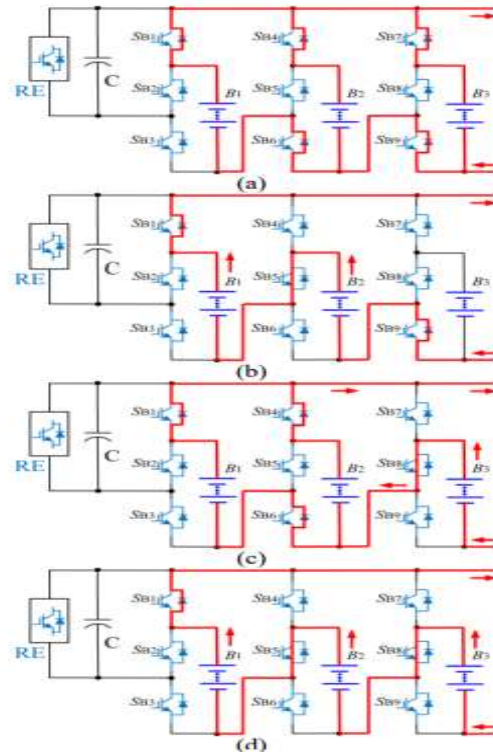 SB1 SB4 SB7
RE C SB2 B1 SB5 B2 SB8 B3
SB3 SB6 SB9
(a)
SB1 SB4 SB7
RE C SB2 B1 SB5 B2 SB8 B3
SB3 SB6 SB9
(b)
SB1 SB4 SB7
RE C SB2 B1 SB5 B2 SB8 B3
SB3 SB6 SB9
(c)
SB1 SB4 SB7
RE C SB2 B1 SB5 B2 SB8 B3
SB3 SB6 SB9
(d)